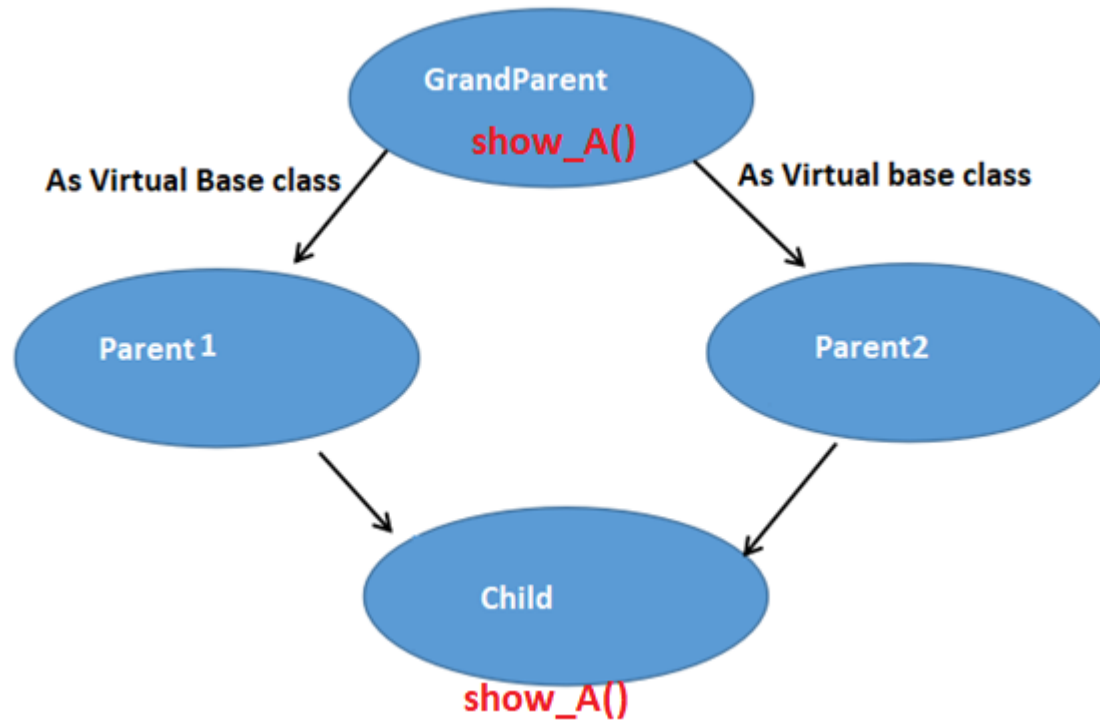 GrandParent
show_A()
As Virtual Base class
As Virtual base class
Parent 1
Parent2
Child
show_A()